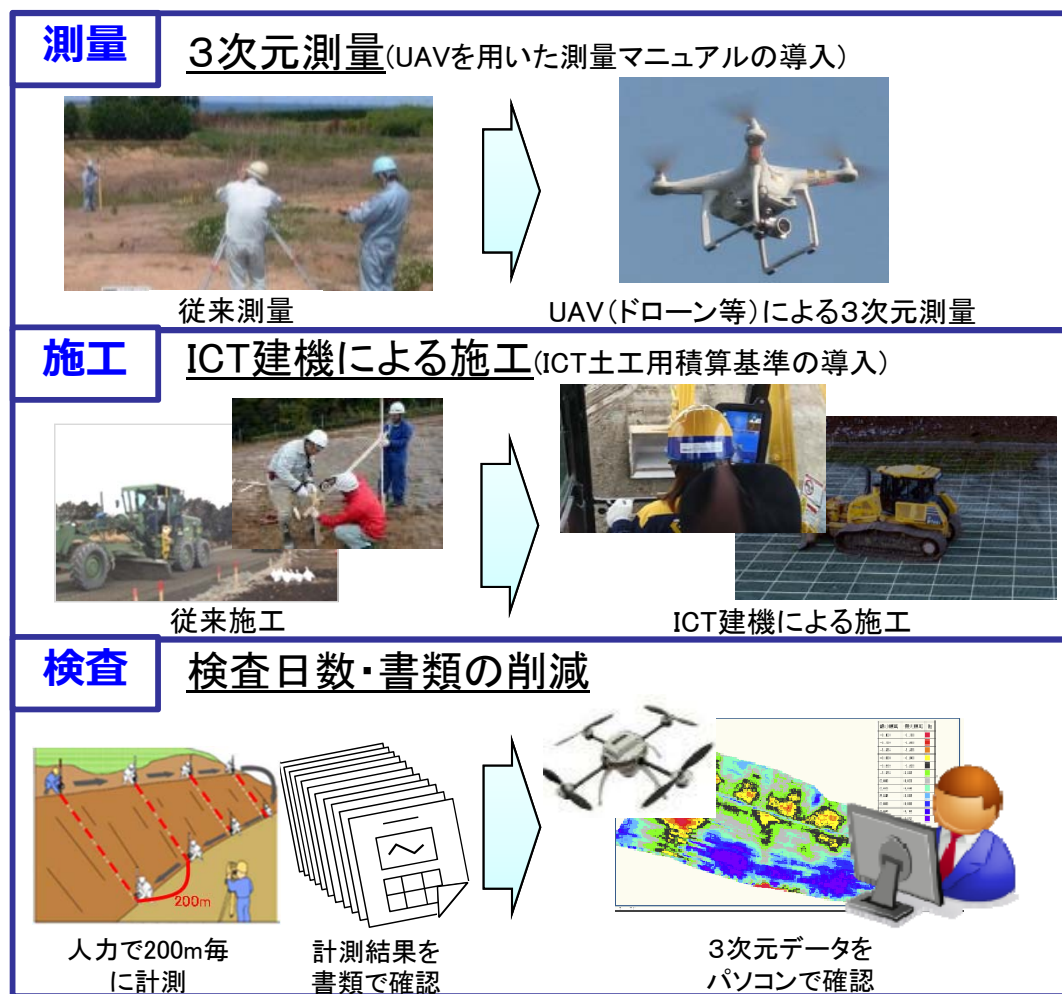 測量
３次元測量(UAVを用いた測量マニュアルの導入)
従来測量
UAV(ドローン等)による３次元測量
施工
ICT建機による施工(ICT土工用積算基準の導入)
従来施工
ICT建機による施工
検査
検査日数・書類の削減
200m
人力で200m毎
に計測
計測結果を
書類で確認
３次元データを
パソコンで確認